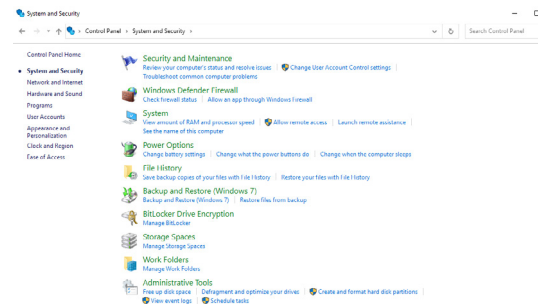 System and Security
Control Panel > System and Security >
Search Control Panel
Control Panel Home
System and Security
Network and Internet
Hardware and Sound
Programs
User Accounts
Appearance and
Personalization
Clock and Region
Ease of Access
Security and Maintenance
Review your computer's status and resolve issues | Change User Account Control settings |
Troubleshoot common computer problems
Windows Defender Firewall
Check firewall status | Allow an app through Windows Firewall
System
View amount of RAM and processor speed | Allow remote access | Launch remote assistance |
See the name of this computer
Power Options
Change battery settings | Change what the power buttons do | Change when the computer sleeps
File History
Save backup copies of your files with File History | Restore your files with File History
Backup and Restore (Windows 7)
Backup and Restore (Windows 7) | Restore files from backup
BitLocker Drive Encryption
Manage BitLocker
Storage Spaces
Manage Storage Spaces
Work Folders
Manage Work Folders
Administrative Tools
Free up disk space | Defragment and optimize your drives | Create and format hard disk partitions |
View event logs | Schedule tasks